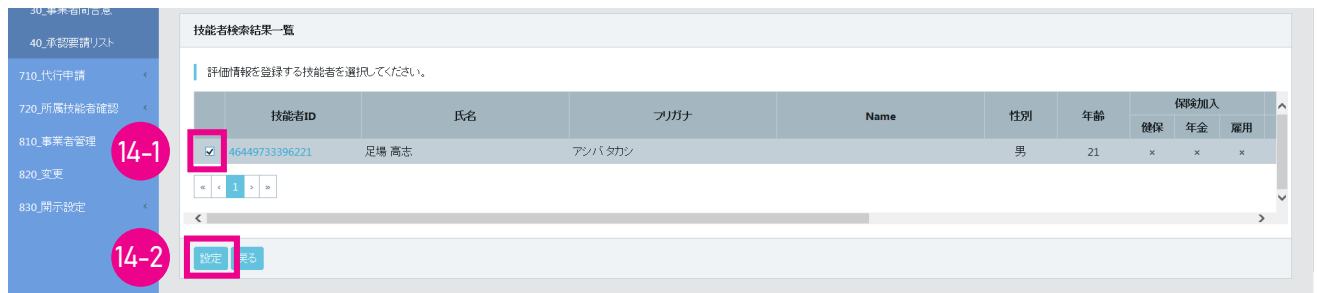 30_事業者間合意
40_承認要請リスト
710_代行申請
720_所属技能者確認
810_事業者管理
820_変更
830_開示設定
14-1
14-2
技能者検索結果一覧
評価情報を登録する技能者を選択してください。
技能者ID 氏名 フリガナ Name 性別 年齢 保険加入
健保 年金 雇用
46449733396221 足場 高志 アシバ タカシ 男 21 × × ×
« ‹ 1 › »
設定 戻る